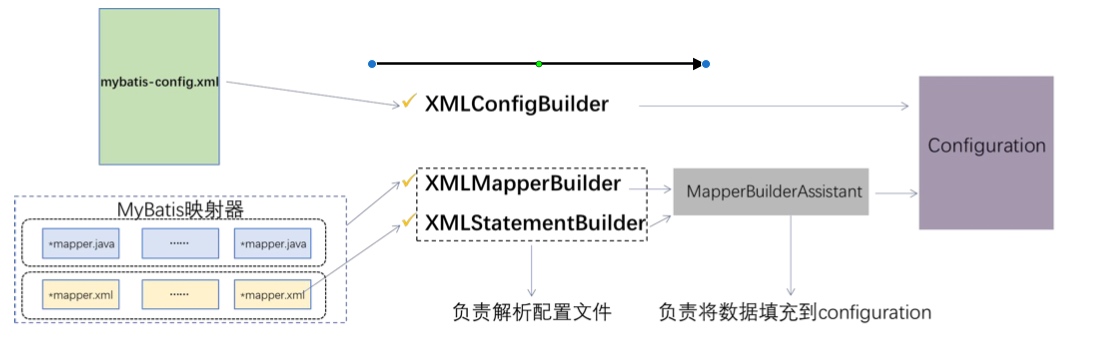 mybatis-config.xml
XMLConfigBuilder
Configuration
XMLMapperBuilder
MapperBuilderAssistant
MyBatis映射器
XMLStatementBuilder
*mapper.java
······
*mapper.java
*mapper.xml
······
*mapper.xml
负责解析配置文件
负责将数据填充到configuration